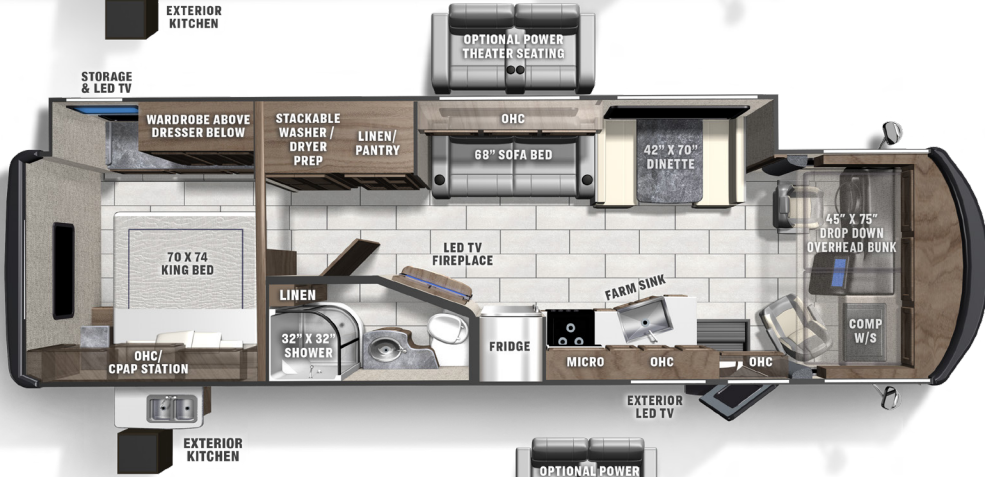 EXTERIOR
KITCHEN
OPTIONAL POWER
THEATER SEATING
STORAGE
& LED TV
WARDROBE ABOVE
DRESSER BELOW
STACKABLE
WASHER /
DRYER
PREP
LINEN/
PANTRY
OHC
68” SOFA BED
42” X 70”
DINETTE
45” X 75”
DROP DOWN
OVERHEAD BUNK
70 X 74
KING BED
LED TV
FIREPLACE
LINEN
FARM SINK
32” X 32”
SHOWER
FRIDGE
MICRO
OHC
OHC
COMP
W/S
OHC/
CPAP STATION
EXTERIOR
LED TV
EXTERIOR
KITCHEN
OPTIONAL POWER